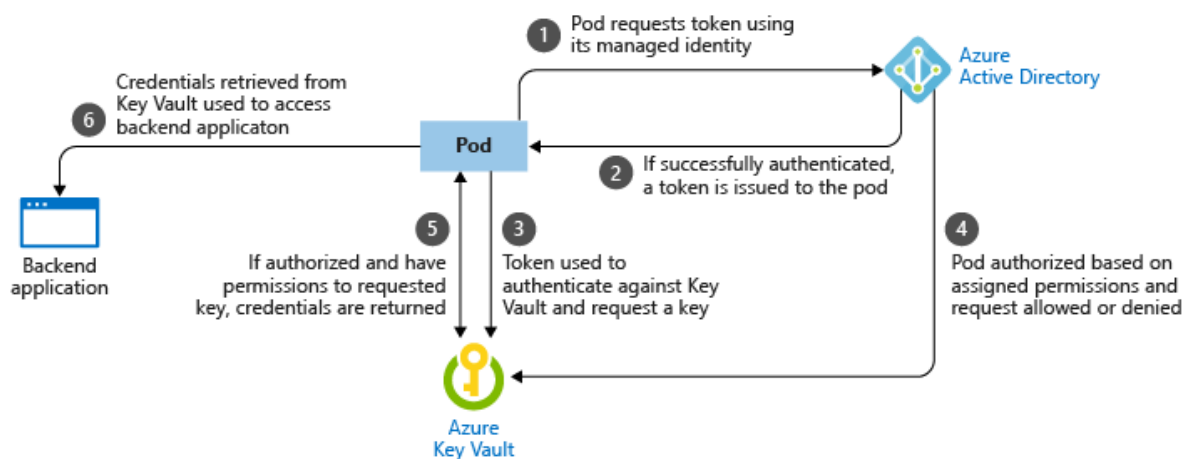 1
Pod requests token using
its managed identity
Azure
Active Directory
Credentials retrieved from
Key Vault used to access
backend applicaton
6
Pod
2
If successfully authenticated,
a token is issued to the pod
5
If authorized and have
permissions to requested
key, credentials are returned
3
Token used to
authenticate against Key
Vault and request a key
4
Pod authorized based on
assigned permissions and
request allowed or denied
Backend
application
Azure
Key Vault